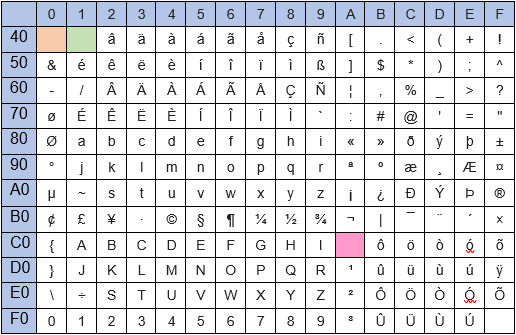 0 1 2 3 4 5 6 7 8 9 A B C D E F
40 â ä à á ã å ç ñ [ . < ( + !
50 & é ê ë è í î ï ì ß ] $ * ) ; ^
60 - / Â Ä À Á Ã Å Ç Ñ ¦ , % _ > ?
70 ø É Ê Ë È Í Î Ï Ì ` : # @ ' = "
80 Ø a b c d e f g h i « » ð ý þ ±
90 ° j k l m n o p q r ª º æ ¸ Æ ¤
A0 µ ~ s t u v w x y z ¡ ¿ Ð Ý Þ ®
B0 ¢ £ ¥ · © § ¶ ¼ ½ ¾ ¬ | ¯ ¨ ´ ×
C0 { A B C D E F G H I ô ö ò ó õ
D0 } J K L M N O P Q R ¹ û ü ù ú ÿ
E0 \ ÷ S T U V W X Y Z ² Ô Ö Ò Ó Õ
F0 0 1 2 3 4 5 6 7 8 9 ³ Û Ü Ù Ú